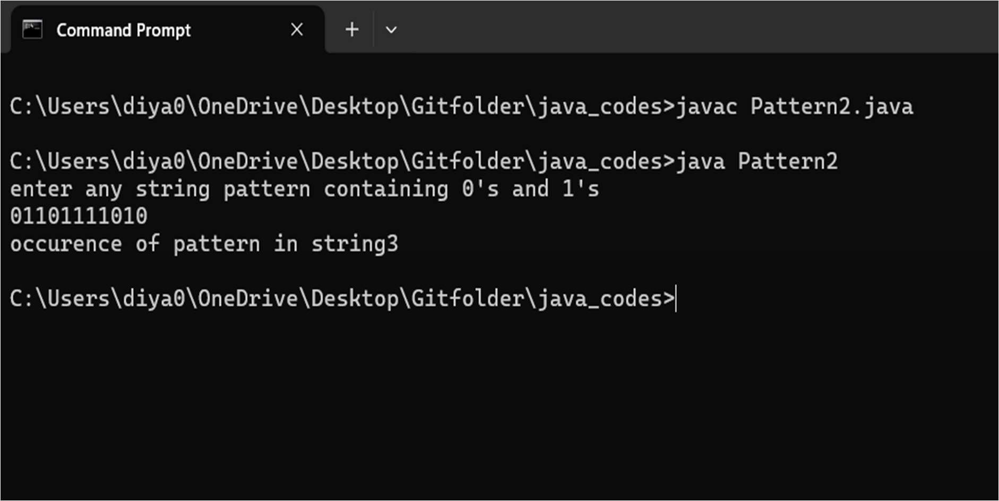 Command Prompt
C:\Users\diya0\OneDrive\Desktop\Gitfolder\java_codes>javac Pattern2.java
C:\Users\diya0\OneDrive\Desktop\Gitfolder\java_codes>java Pattern2
enter any string pattern containing 0's and 1's
01101111010
occurence of pattern in string3
C:\Users\diya0\OneDrive\Desktop\Gitfolder\java_codes>